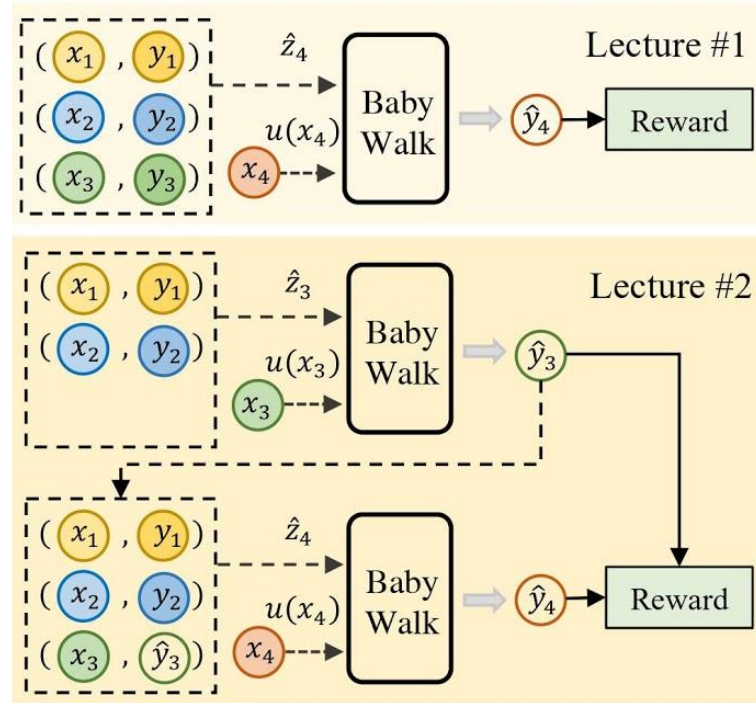 Lecture #1
(x₁, y₁)
(x₂, y₂)
(x₃, y₃)
ẑ₄
u(x₄)
x₄
Baby
Walk
ŷ₄
Reward
Lecture #2
(x₁, y₁)
(x₂, y₂)
ẑ₃
u(x₃)
x₃
Baby
Walk
ŷ₃
(x₁, y₁)
(x₂, y₂)
(x₃, ŷ₃)
ẑ₄
u(x₄)
x₄
Baby
Walk
ŷ₄
Reward